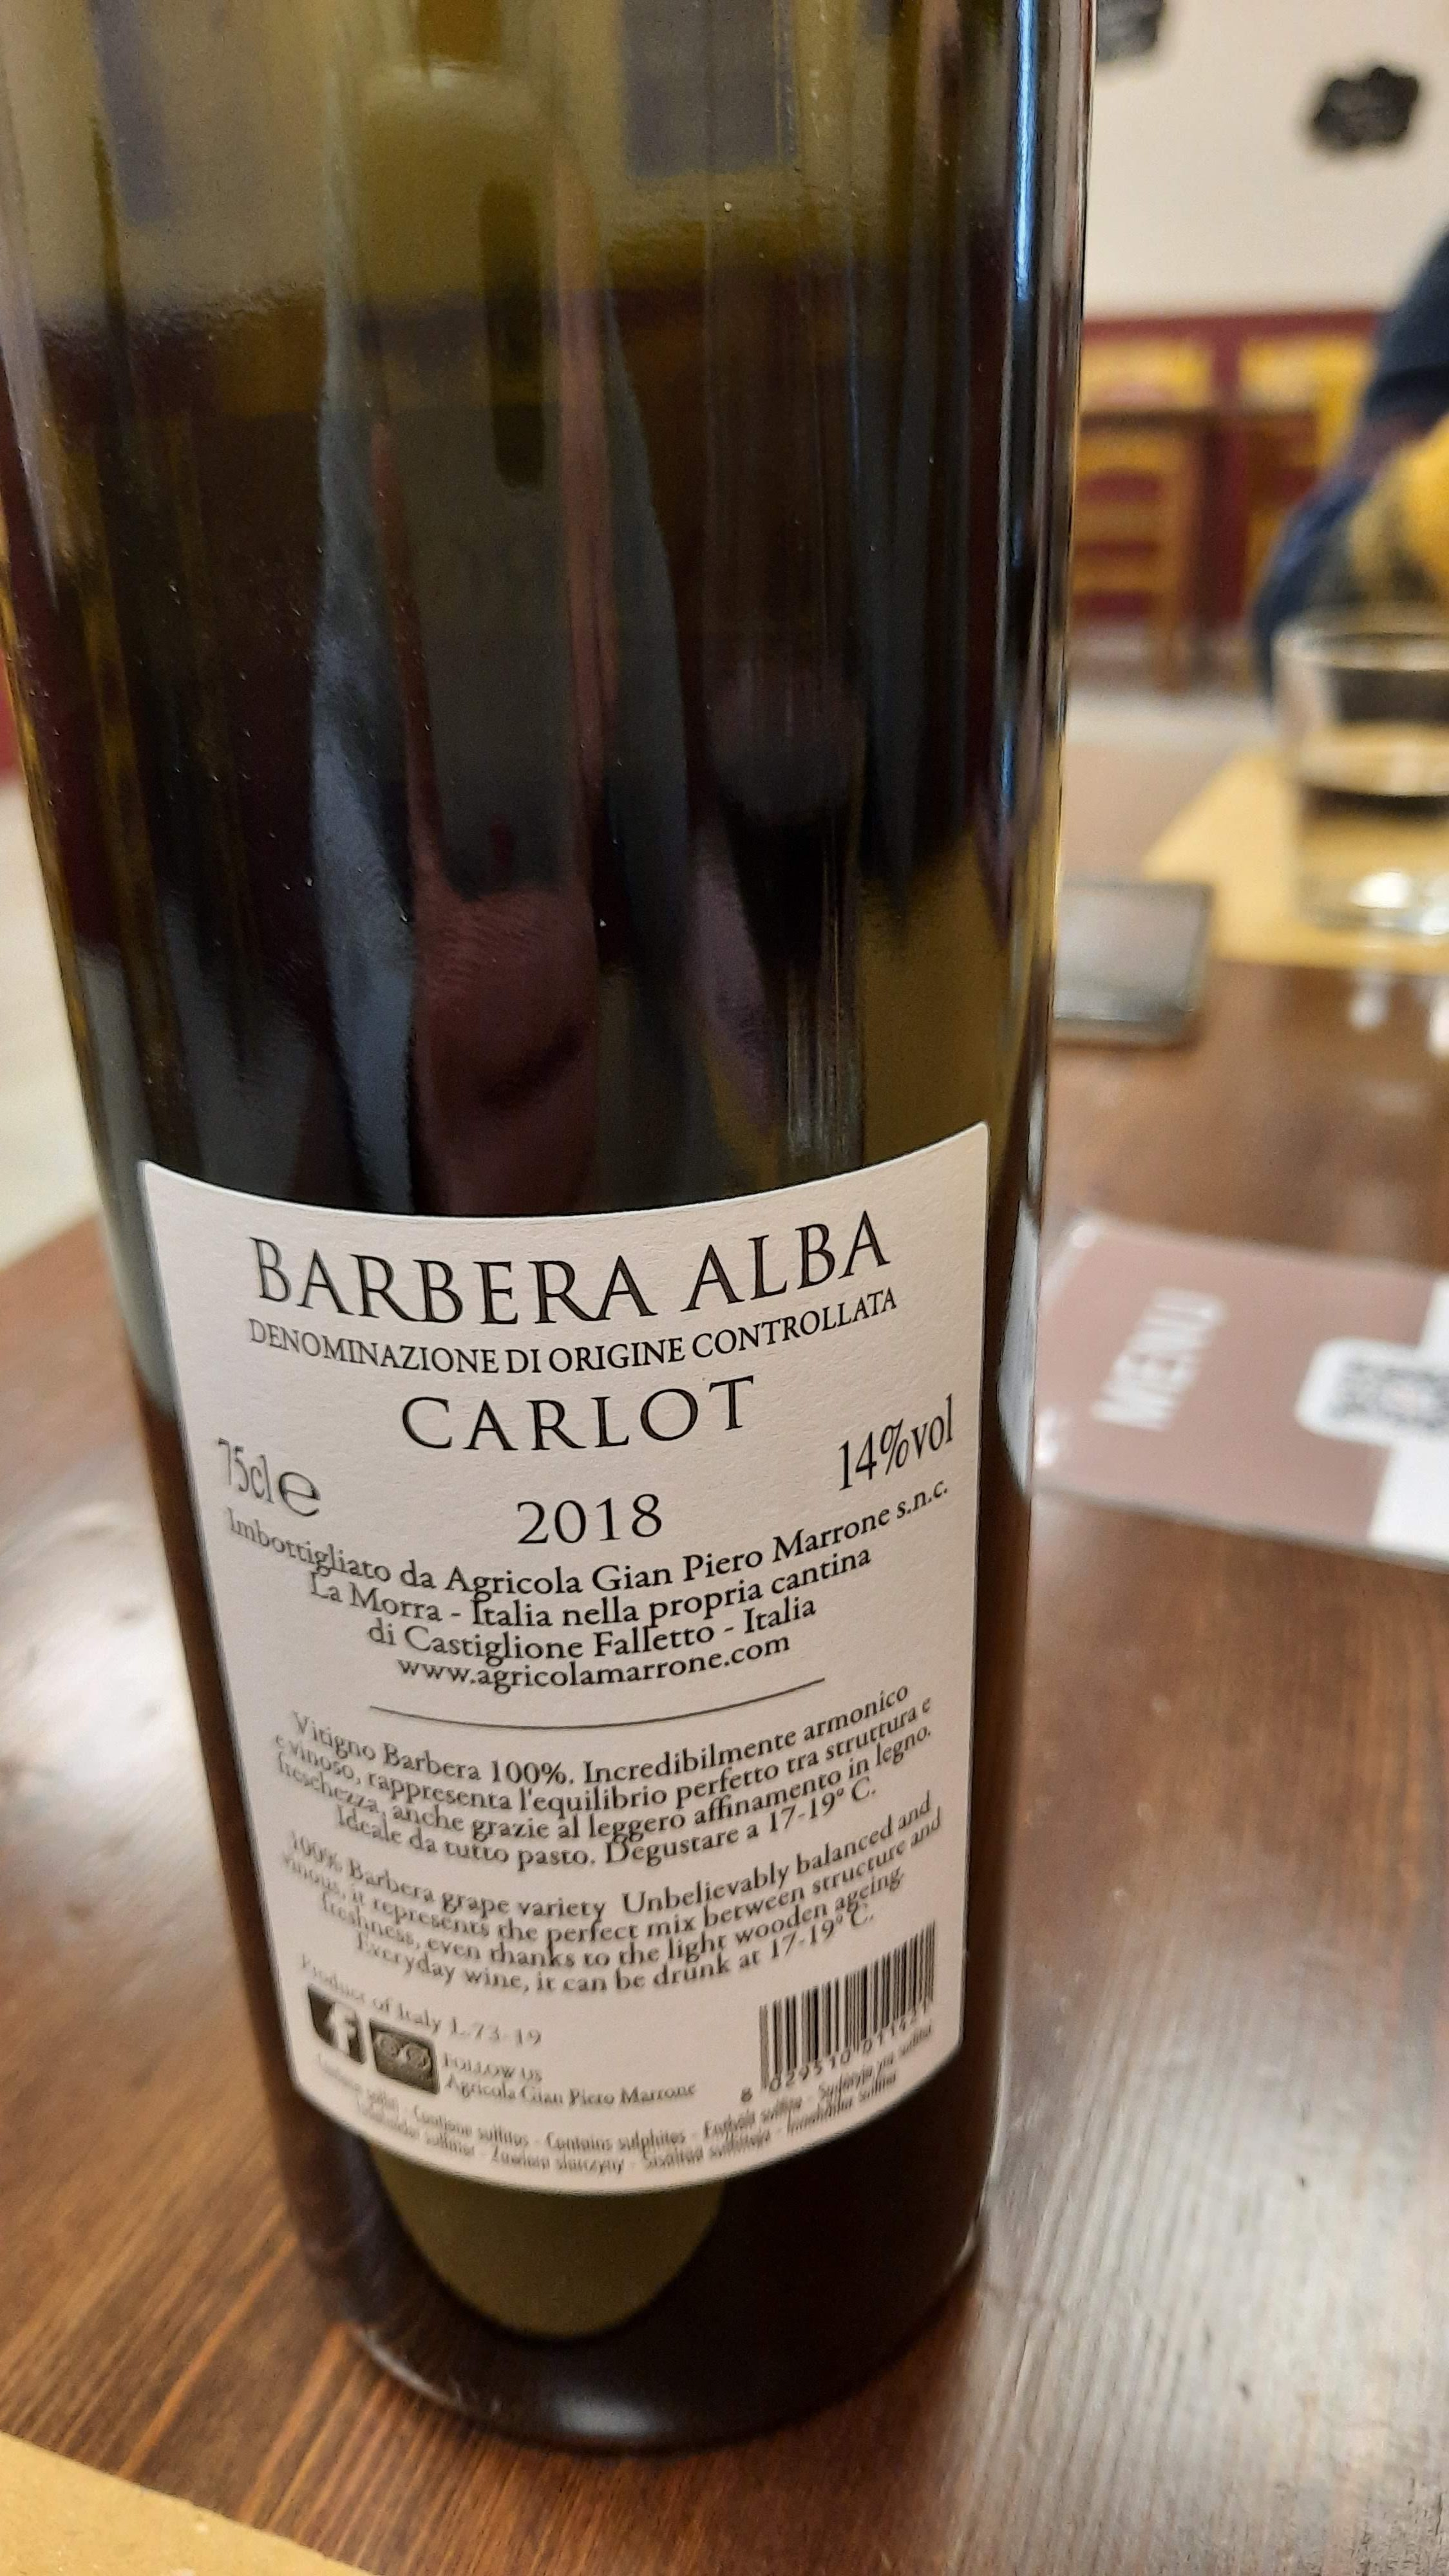 BARBERA ALBA
DENOMINAZIONE DI ORIGINE CONTROLLATA
CARLOT
75cl e
14%vol
2018
Imbottigliato da Agricola Gian Piero Marrone s.n.c.
La Morra - Italia nella propria cantina
di Castiglione Falletto - Italia
www.agricolamarrone.com
Vitigno Barbera 100%. Incredibilmente armonico
e vinoso, rappresenta l'equilibrio perfetto tra struttura e
freschezza, anche grazie al leggero affinamento in legno.
Ideale da tutto pasto. Degustare a 17-19° C.
100% Barbera grape variety Unbelievably balanced and
vinous, it represents the perfect mix between structure and
freshness, even thanks to the light wooden ageing.
Everyday wine, it can be drunk at 17-19° C.
Product of Italy L.73-19
FOLLOW US
Agricola Gian Piero Marrone
Contiene sulfitos - Contains sulphites
MENU